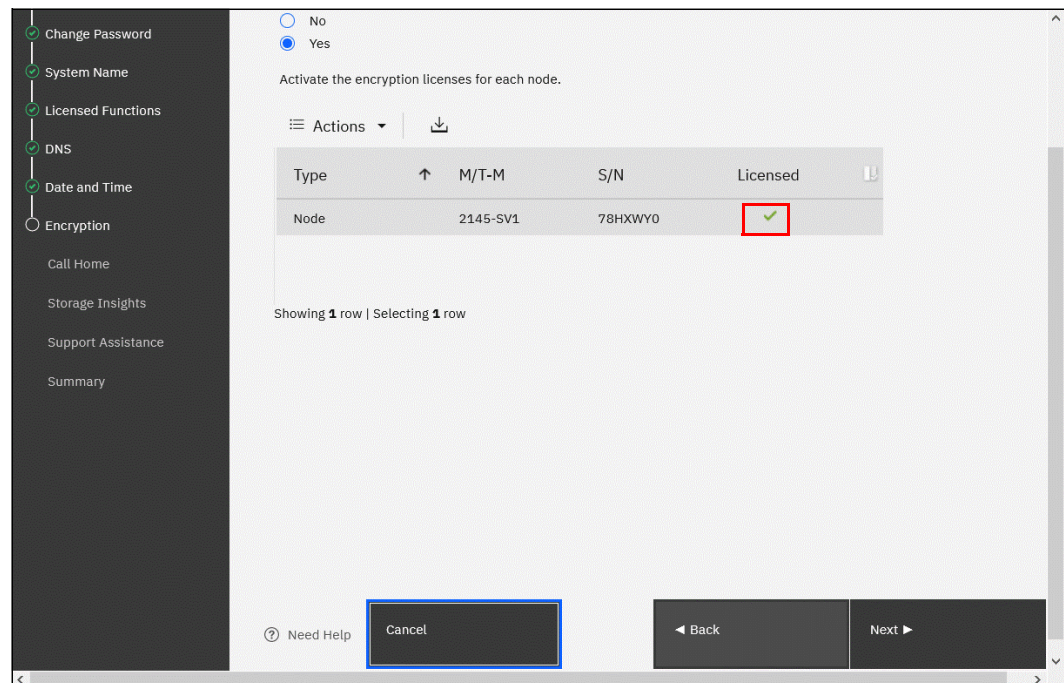 Change Password
System Name
Licensed Functions
DNS
Date and Time
Encryption
Call Home
Storage Insights
Support Assistance
Summary
No
Yes
Activate the encryption licenses for each node.
Actions
Type M/T-M S/N Licensed
Node 2145-SV1 78HXWY0
Showing 1 row | Selecting 1 row
Need Help Cancel Back Next